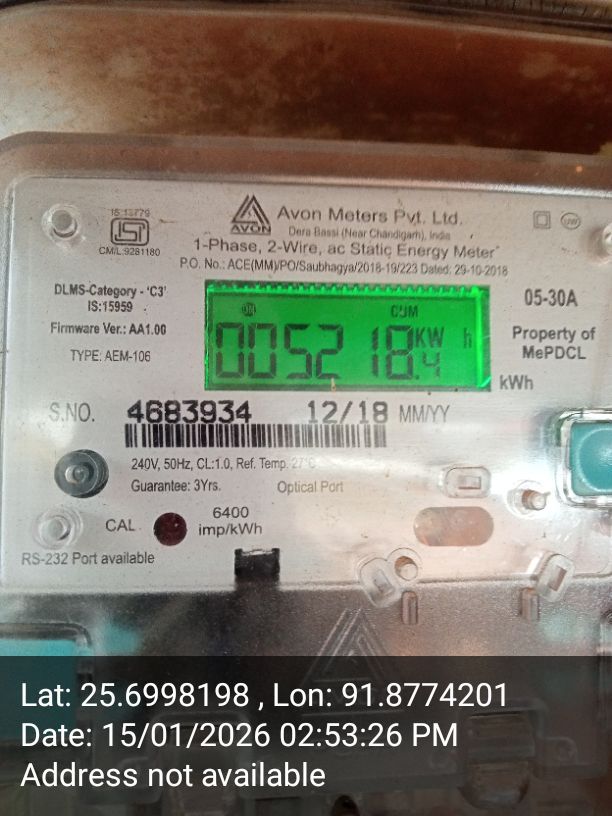 IS:13779
ISI
CM/L:9281180
AVON
Avon Meters Pvt. Ltd.
Dera Bassi (Near Chandigarh), India
1-Phase, 2-Wire, ac Static Energy Meter
P.O. No.: ACE(MM)/PO/Saubhagya/2018-19/223 Dated: 29-10-2018
DLMS-Category - 'C3'
IS:15959
Firmware Ver.: AA1.00
TYPE: AEM-106
CUM
005218.4 KW h
kWh
05-30A
Property of
MePDCL
S.NO. 4683934 12/18 MM/YY
240V, 50Hz, CL:1.0, Ref. Temp. 27°C
Guarantee: 3Yrs. Optical Port
CAL 6400
imp/kWh
RS-232 Port available
Lat: 25.6998198 , Lon: 91.8774201
Date: 15/01/2026 02:53:26 PM
Address not available